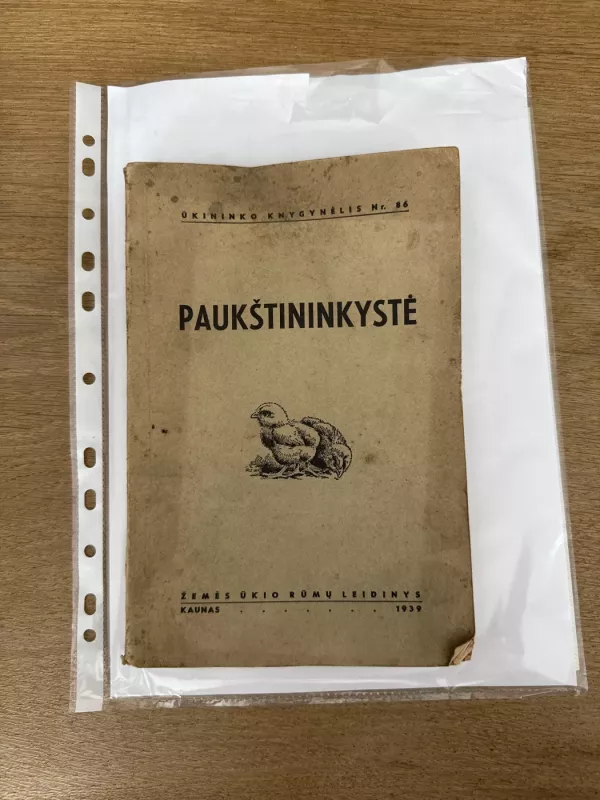 ŪKININKO KNYGYNĖLIS Nr. 86
PAUKŠTININKYSTĖ
ŽEMĖS ŪKIO RŪMŲ LEIDINYS
KAUNAS . . . . . . . 1939